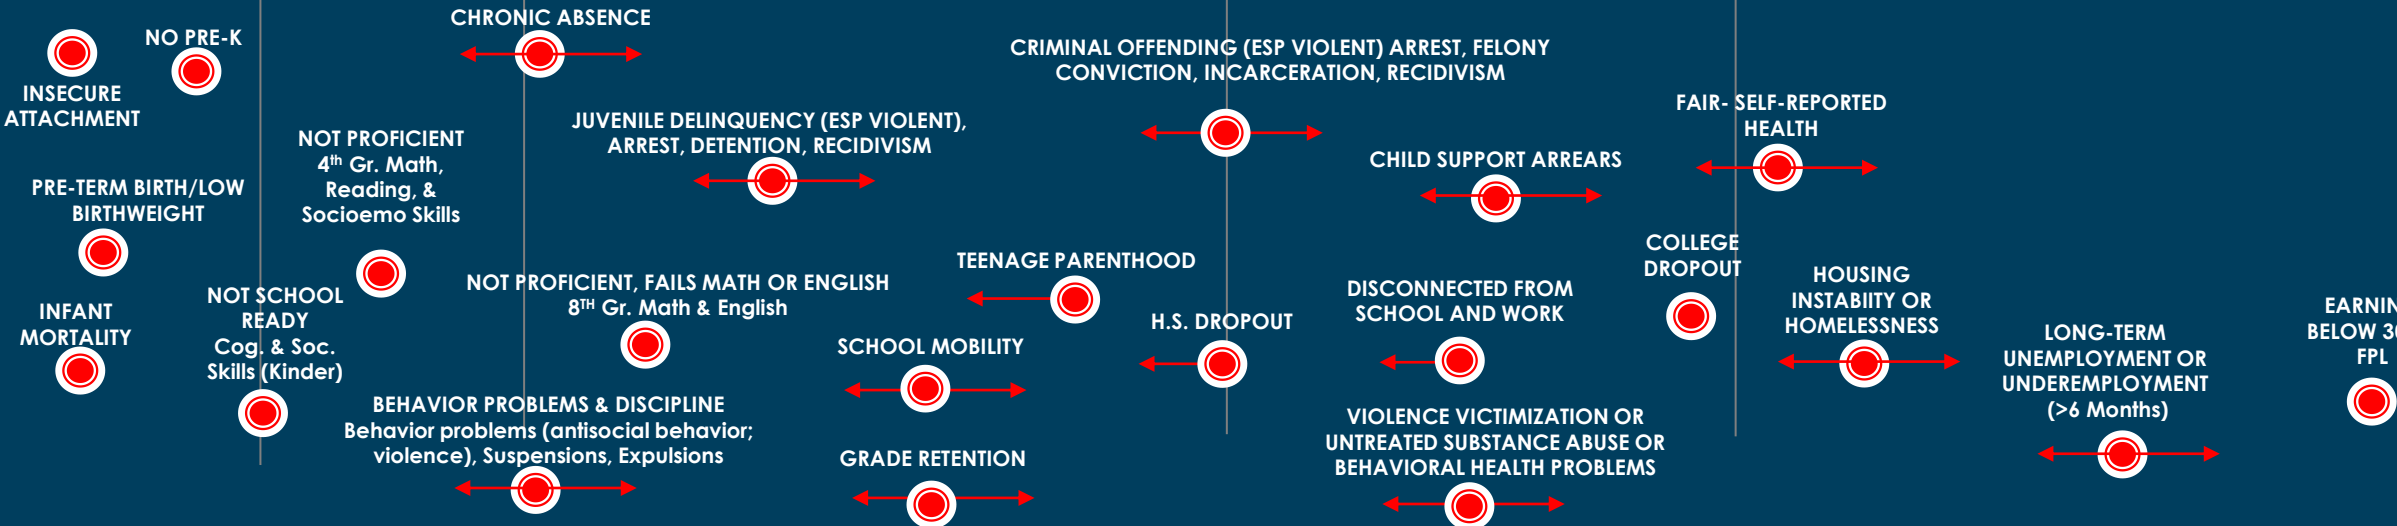 CHRONIC ABSENCE
NO PRE-K
INSECURE
ATTACHMENT
CRIMINAL OFFENDING (ESP VIOLENT) ARREST, FELONY
CONVICTION, INCARCERATION, RECIDIVISM
FAIR- SELF-REPORTED
HEALTH
JUVENILE DELINQUENCY (ESP VIOLENT),
ARREST, DETENTION, RECIDIVISM
NOT PROFICIENT
4th Gr. Math,
Reading, &
Socioemo Skills
CHILD SUPPORT ARREARS
PRE-TERM BIRTH/LOW
BIRTHWEIGHT
COLLEGE
DROPOUT
TEENAGE PARENTHOOD
NOT PROFICIENT, FAILS MATH OR ENGLISH
8TH Gr. Math & English
HOUSING
INSTABIITY OR
HOMELESSNESS
DISCONNECTED FROM
SCHOOL AND WORK
NOT SCHOOL
READY
Cog. & Soc.
Skills (Kinder)
INFANT
MORTALITY
H.S. DROPOUT
EARNIN
BELOW 30
FPL
LONG-TERM
UNEMPLOYMENT OR
UNDEREMPLOYMENT
(>6 Months)
SCHOOL MOBILITY
BEHAVIOR PROBLEMS & DISCIPLINE
Behavior problems (antisocial behavior;
violence), Suspensions, Expulsions
VIOLENCE VICTIMIZATION OR
UNTREATED SUBSTANCE ABUSE OR
BEHAVIORAL HEALTH PROBLEMS
GRADE RETENTION